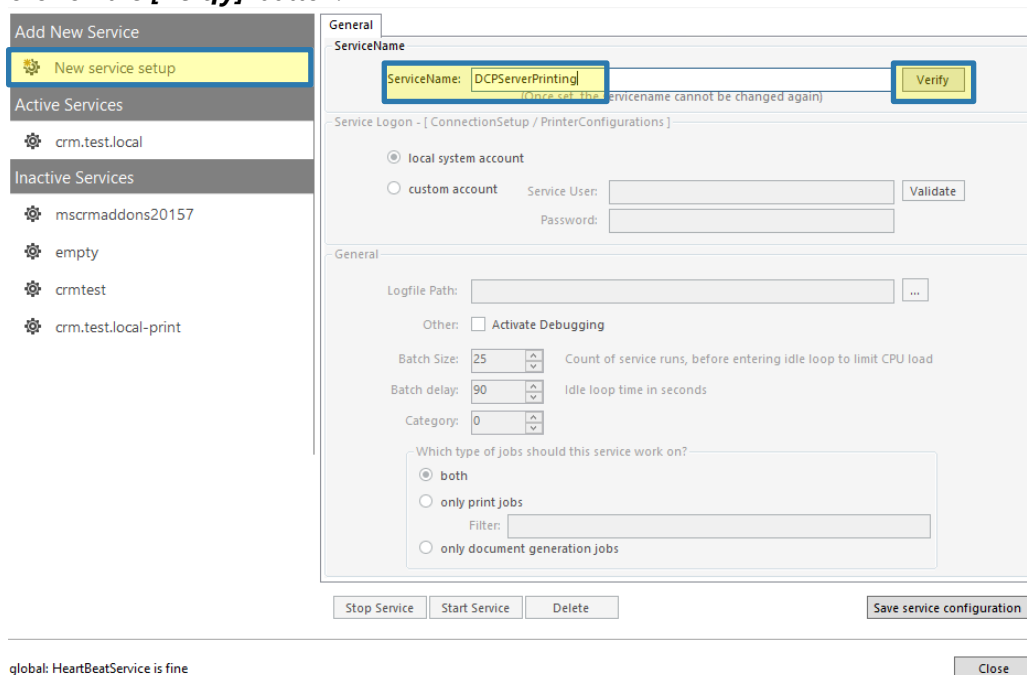 Add New Service
New service setup
Active Services
crm.test.local
Inactive Services
mscrmaddons20157
empty
crmtest
crm.test.local-print
General
ServiceName
ServiceName: DCPServerPrinting Verify
(Once set, the servicename cannot be changed again)
Service Logon - [ ConnectionSetup / PrinterConfigurations ]
local system account
custom account Service User: Validate
Password:
General
Logfile Path: ...
Other: Activate Debugging
Batch Size: 25 Count of service runs, before entering idle loop to limit CPU load
Batch delay: 90 Idle loop time in seconds
Category: 0
Which type of jobs should this service work on?
both
only print jobs
Filter:
only document generation jobs
Stop Service Start Service Delete Save service configuration
global: HeartBeatService is fine Close